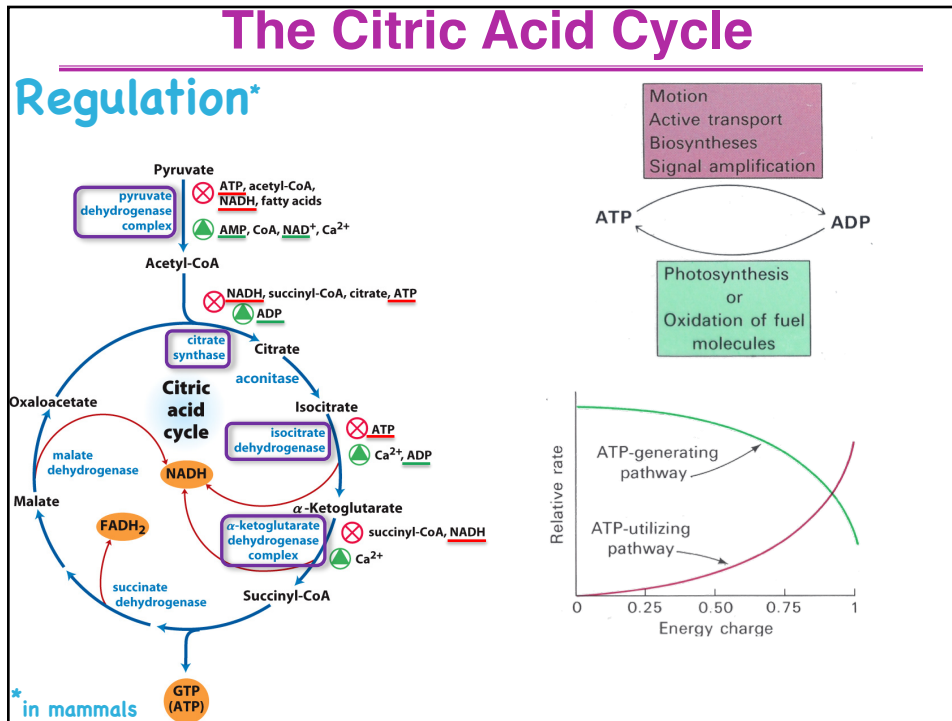 The Citric Acid Cycle
Regulation*
Pyruvate
pyruvate
dehydrogenase
complex
ATP, acetyl-CoA,
NADH, fatty acids
AMP, CoA, NAD⁺, Ca²⁺
Acetyl-CoA
NADH, succinyl-CoA, citrate, ATP
ADP
citrate
synthase
Citrate
aconitase
Citric
acid
cycle
Oxaloacetate
Isocitrate
isocitrate
dehydrogenase
ATP
Ca²⁺, ADP
malate
dehydrogenase
NADH
Malate
α-Ketoglutarate
α-ketoglutarate
dehydrogenase
complex
succinyl-CoA, NADH
Ca²⁺
FADH₂
succinate
dehydrogenase
Succinyl-CoA
GTP
(ATP)
*in mammals
Motion
Active transport
Biosyntheses
Signal amplification
ATP
ADP
Photosynthesis
or
Oxidation of fuel
molecules
Relative rate
ATP-generating
pathway
ATP-utilizing
pathway
0 0.25 0.50 0.75 1
Energy charge